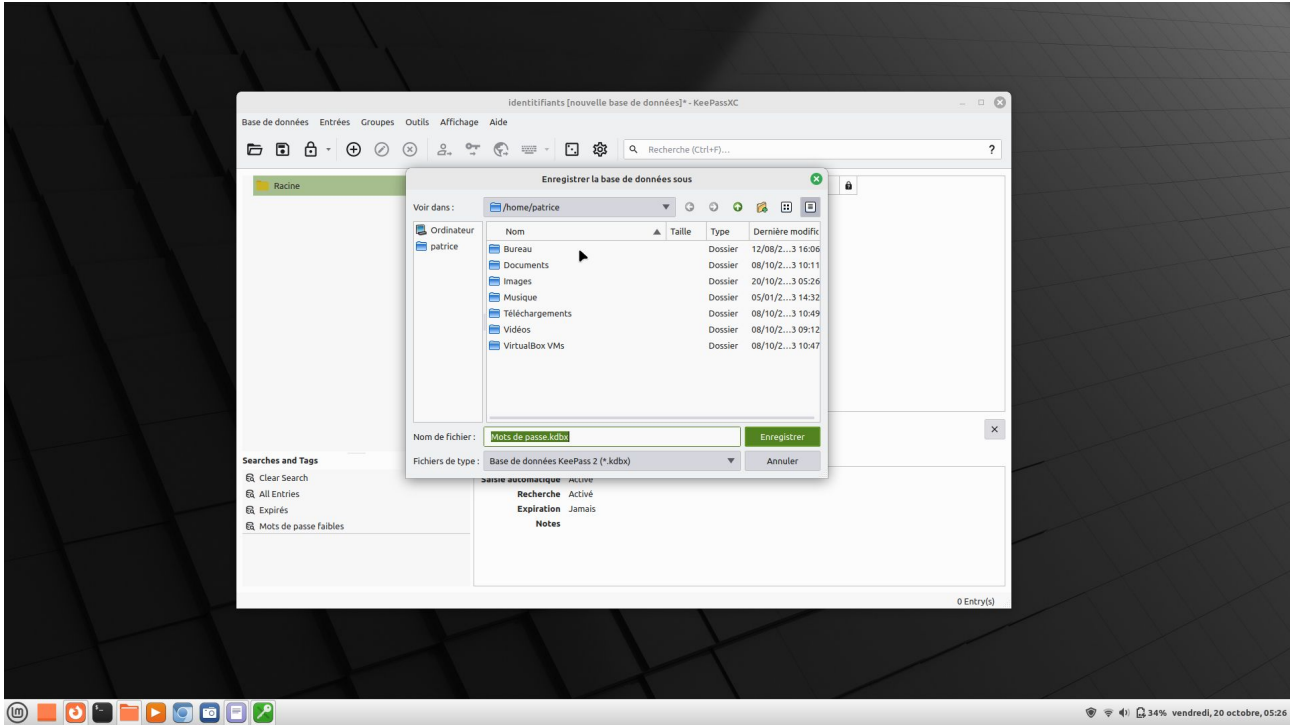 identitifiants [nouvelle base de données]* - KeePassXC
Base de données Entrées Groupes Outils Affichage Aide
Recherche (Ctrl+F)... ?
Enregistrer la base de données sous
Racine
Voir dans : /home/patrice
Ordinateur
patrice
Nom Taille Type Dernière modific
Bureau Dossier 12/08/2...3 16:06
Documents Dossier 08/10/2...3 10:11
Images Dossier 20/10/2...3 05:26
Musique Dossier 05/01/2...3 14:32
Téléchargements Dossier 08/10/2...3 10:49
Vidéos Dossier 08/10/2...3 09:12
VirtualBox VMs Dossier 08/10/2...3 10:47
Nom de fichier : Mots de passe.kdbx Enregistrer
Fichiers de type : Base de données KeePass 2 (*.kdbx) Annuler
Searches and Tags
Clear Search
All Entries
Expirés
Mots de passe faibles
Saisie automatique Activé
Recherche Activé
Expiration Jamais
Notes
0 Entry(s)
34% vendredi, 20 octobre, 05:26